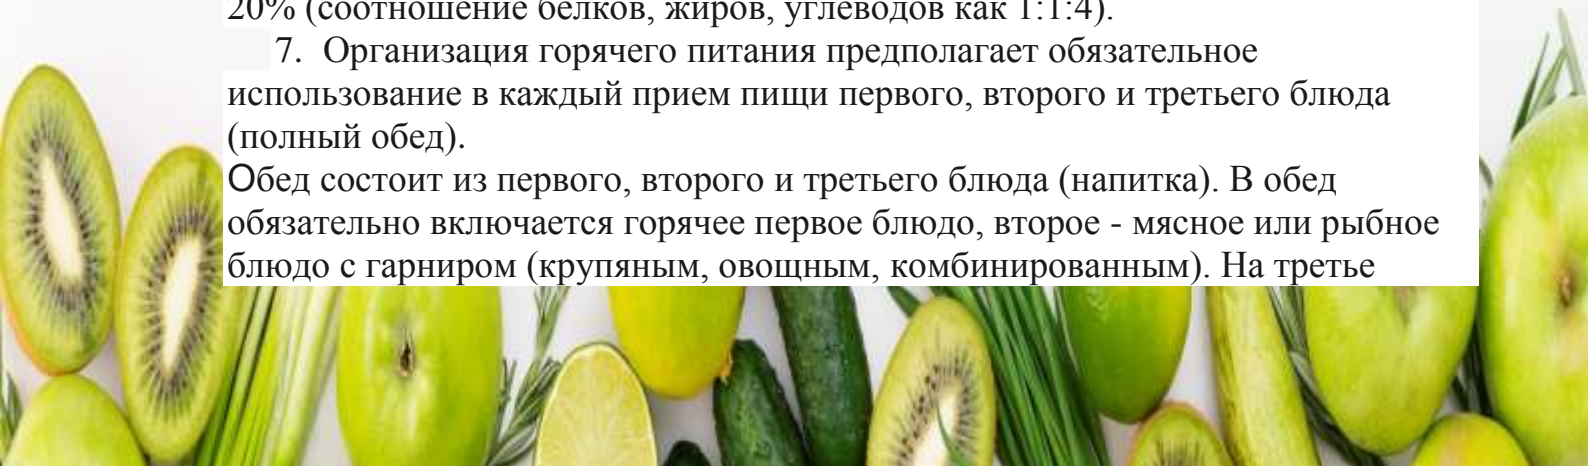 20% (соотношение белков, жиров, углеводов как 1:1:4).
7. Организация горячего питания предполагает обязательное
использование в каждый прием пищи первого, второго и третьего блюда
(полный обед).
Обед состоит из первого, второго и третьего блюда (напитка). В обед
обязательно включается горячее первое блюдо, второе - мясное или рыбное
блюдо с гарниром (крупяным, овощным, комбинированным). На третье